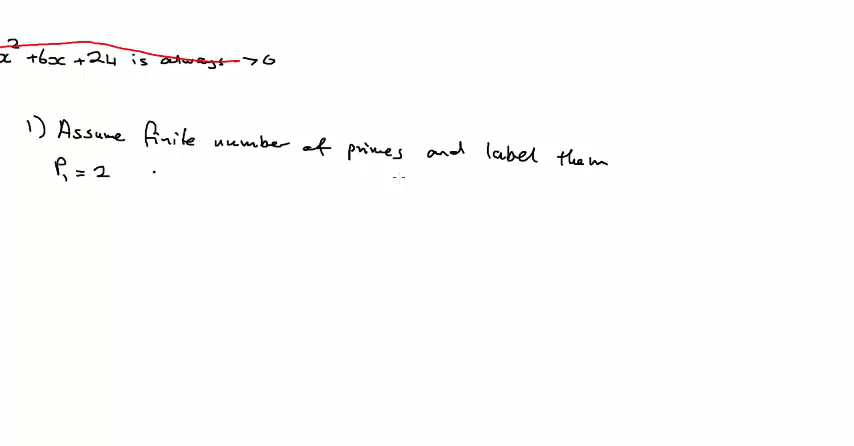 x² +6x +24 is always >0
1) Assume finite number of primes and label them
P₁ = 2